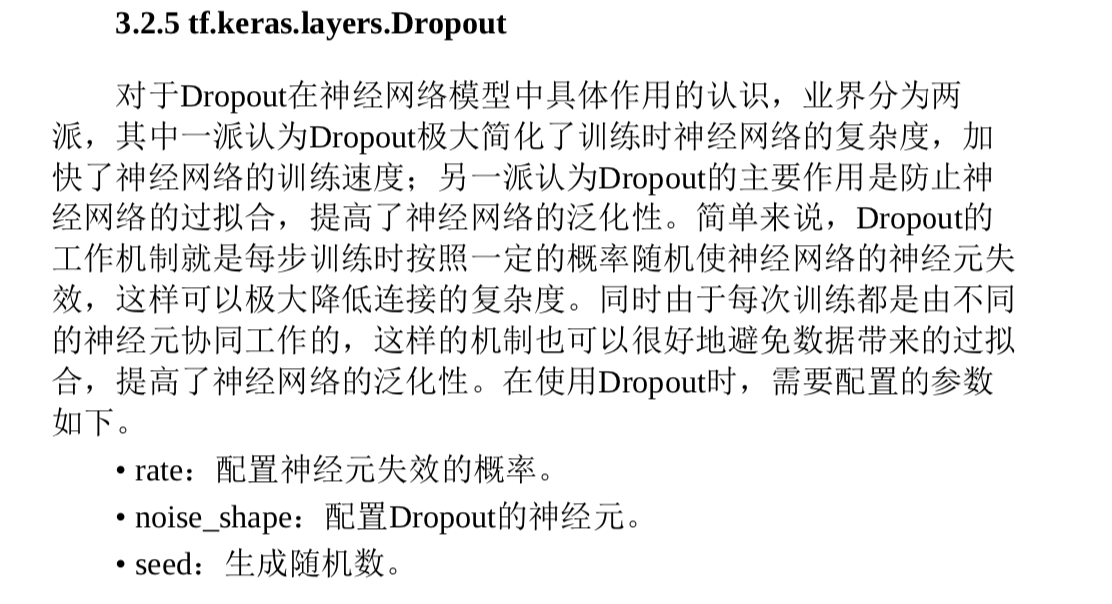 3.2.5 tf.keras.layers.Dropout
对于Dropout在神经网络模型中具体作用的认识，业界分为两
派，其中一派认为Dropout极大简化了训练时神经网络的复杂度，加
快了神经网络的训练速度；另一派认为Dropout的主要作用是防止神
经网络的过拟合，提高了神经网络的泛化性。简单来说，Dropout的
工作机制就是每步训练时按照一定的概率随机使神经网络的神经元失
效，这样可以极大降低连接的复杂度。同时由于每次训练都是由不同
的神经元协同工作的，这样的机制也可以很好地避免数据带来的过拟
合，提高了神经网络的泛化性。在使用Dropout时，需要配置的参数
如下。
• rate：配置神经元失效的概率。
• noise_shape：配置Dropout的神经元。
• seed：生成随机数。